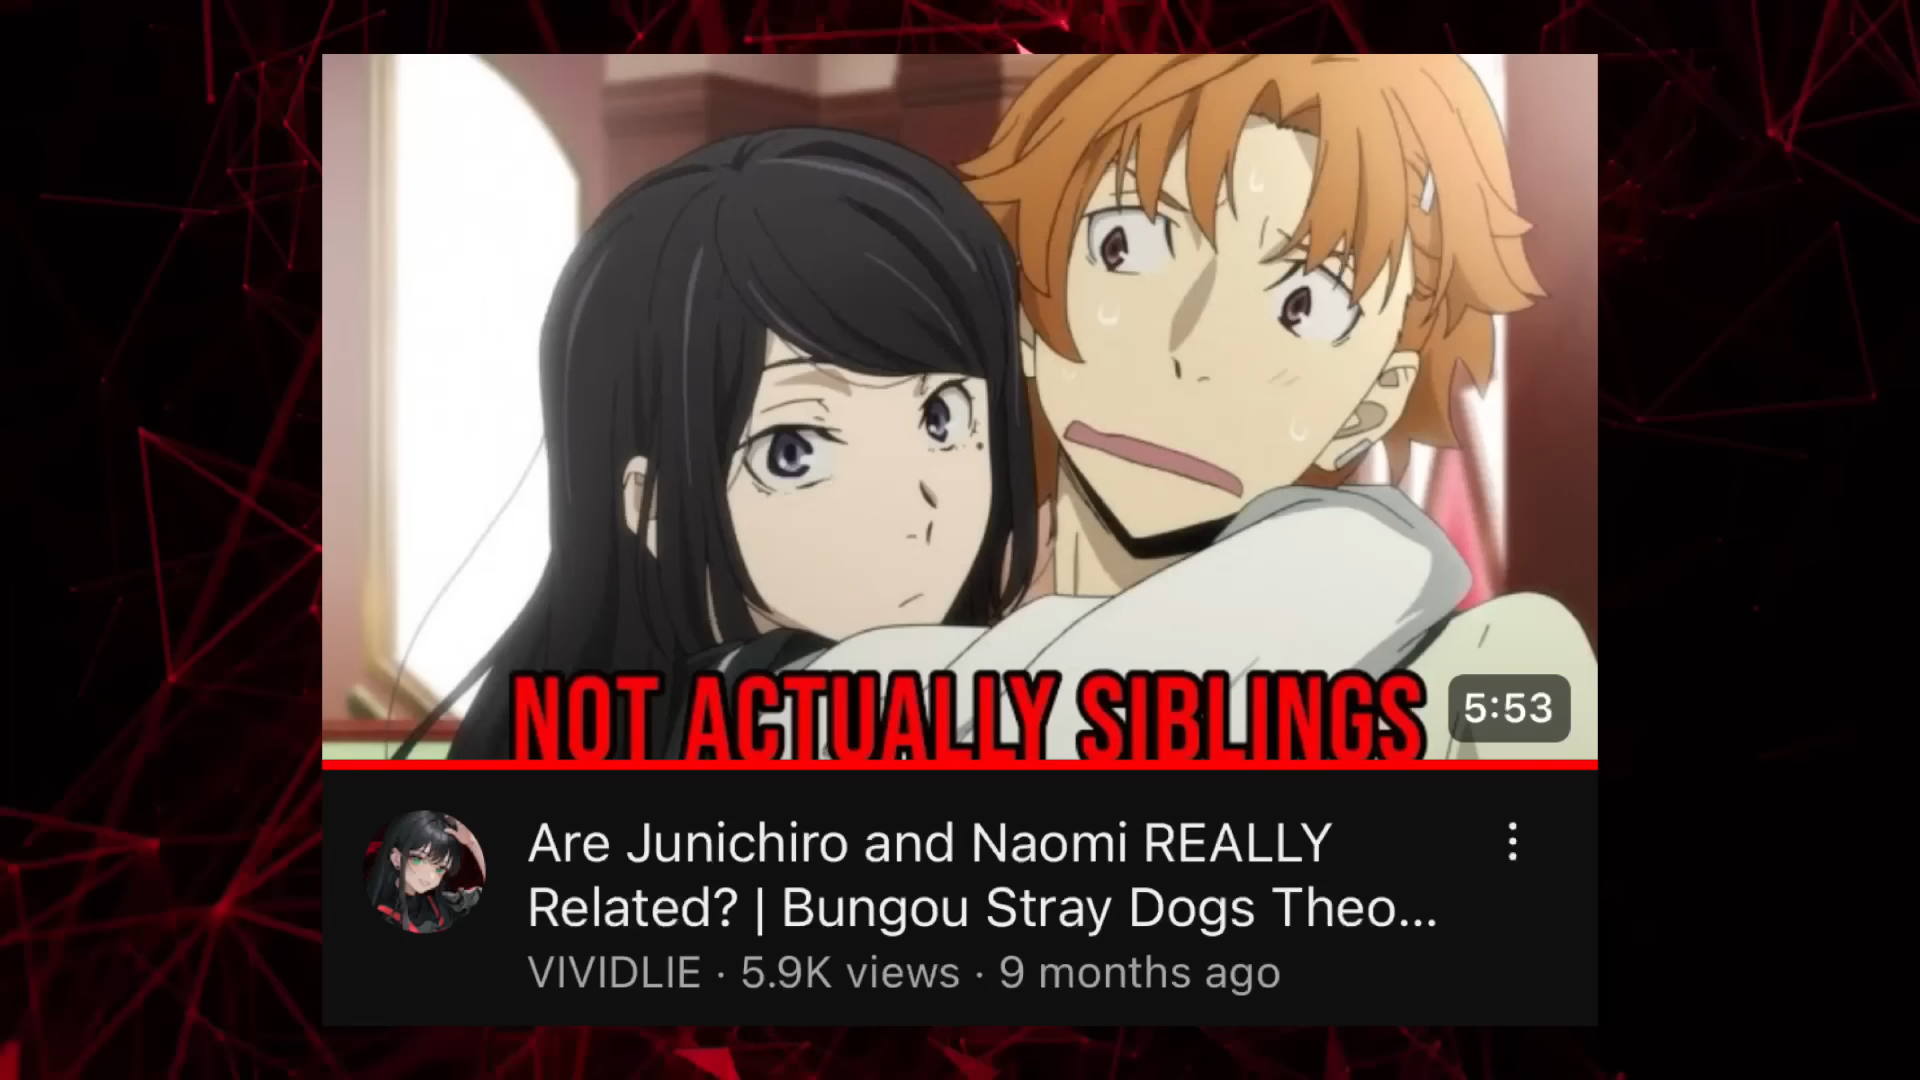 NOT ACTUALLY SIBLINGS
5:53
Are Junichiro and Naomi REALLY
Related? | Bungou Stray Dogs Theo...
VIVIDLIE · 5.9K views · 9 months ago